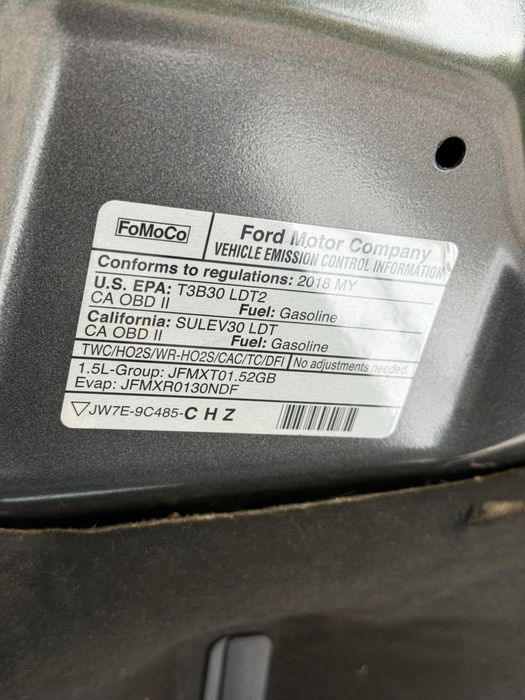 FoMoCo
Ford Motor Company
VEHICLE EMISSION CONTROL INFORMATION
Conforms to regulations: 2018 MY
U.S. EPA: T3B30 LDT2
CA OBD II Fuel: Gasoline
California: SULEV30 LDT
CA OBD II Fuel: Gasoline
TWC/HO2S/WR-HO2S/CAC/TC/DFI No adjustments needed.
1.5L-Group: JFMXT01.52GB
Evap: JFMXR0130NDF
▽JW7E-9C485-C H Z